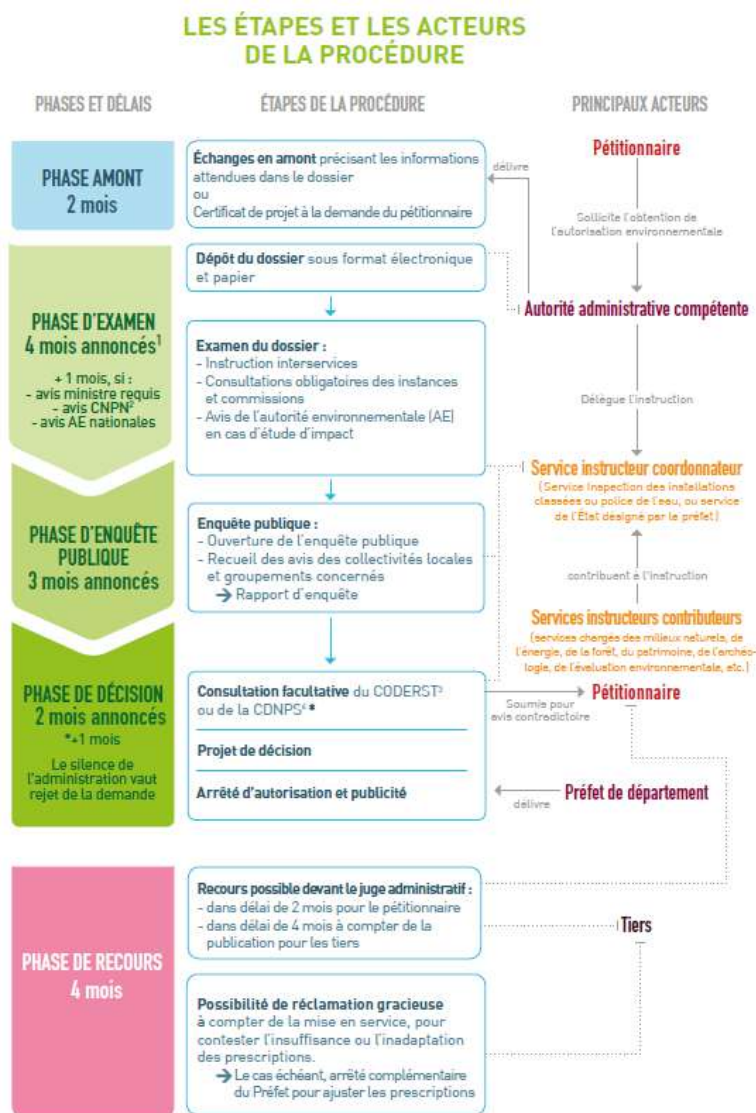 LES ÉTAPES ET LES ACTEURS
DE LA PROCÉDURE
PHASES ET DÉLAIS
ÉTAPES DE LA PROCÉDURE
PRINCIPAUX ACTEURS
PHASE AMONT
2 mois
Échanges en amont précisant les informations
attendues dans le dossier
ou
Certificat de projet à la demande du pétitionnaire
délivre
Pétitionnaire
Sollicite l'obtention de
l'autorisation environnementale
Dépôt du dossier sous format électronique
et papier
Autorité administrative compétente
PHASE D'EXAMEN
4 mois annoncés¹
+ 1 mois, si :
- avis ministre requis
- avis CNPN²
- avis AE nationales
Examen du dossier :
- Instruction interservices
- Consultations obligatoires des instances
et commissions
- Avis de l'autorité environnementale (AE)
en cas d'étude d'impact
Délègue l'instruction
Service instructeur coordonnateur
(Service Inspection des installations
classées ou police de l'eau, ou service
de l'État désigné par le préfet)
PHASE D'ENQUÊTE
PUBLIQUE
3 mois annoncés
Enquête publique :
- Ouverture de l'enquête publique
- Recueil des avis des collectivités locales
et groupements concernés
→ Rapport d'enquête
contribuent à l'instruction
Services instructeurs contributeurs
(services chargés des milieux naturels, de
l'énergie, de la forêt, du patrimoine, de l'archéo-
logie, de l'évaluation environnementale, etc.)
PHASE DE DÉCISION
2 mois annoncés
*+1 mois
Le silence de
l'administration vaut
rejet de la demande
Consultation facultative du CODERST³
ou de la CDNPS⁴ *
Projet de décision
Arrêté d'autorisation et publicité
Soumis pour
avis contradictoire
Pétitionnaire
délivre
Préfet de département
PHASE DE RECOURS
4 mois
Recours possible devant le juge administratif :
- dans délai de 2 mois pour le pétitionnaire
- dans délai de 4 mois à compter de la
publication pour les tiers
Tiers
Possibilité de réclamation gracieuse
à compter de la mise en service, pour
contester l'insuffisance ou l'inadaptation
des prescriptions.
→ Le cas échéant, arrêté complémentaire
du Préfet pour ajuster les prescriptions